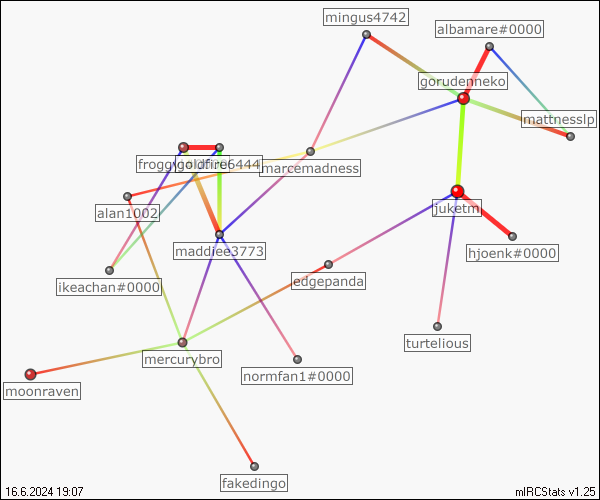 mingus4742
albamare#0000
gorudenneko
mattnesslp
marcemadness
alan1002
juketm
maddiee3773
hjoenk#0000
edgepanda
ikeachan#0000
turtelious
mercurybro
normfan1#0000
moonraven
fakedingo
16.6.2024 19:07
mIRCStats v1.25